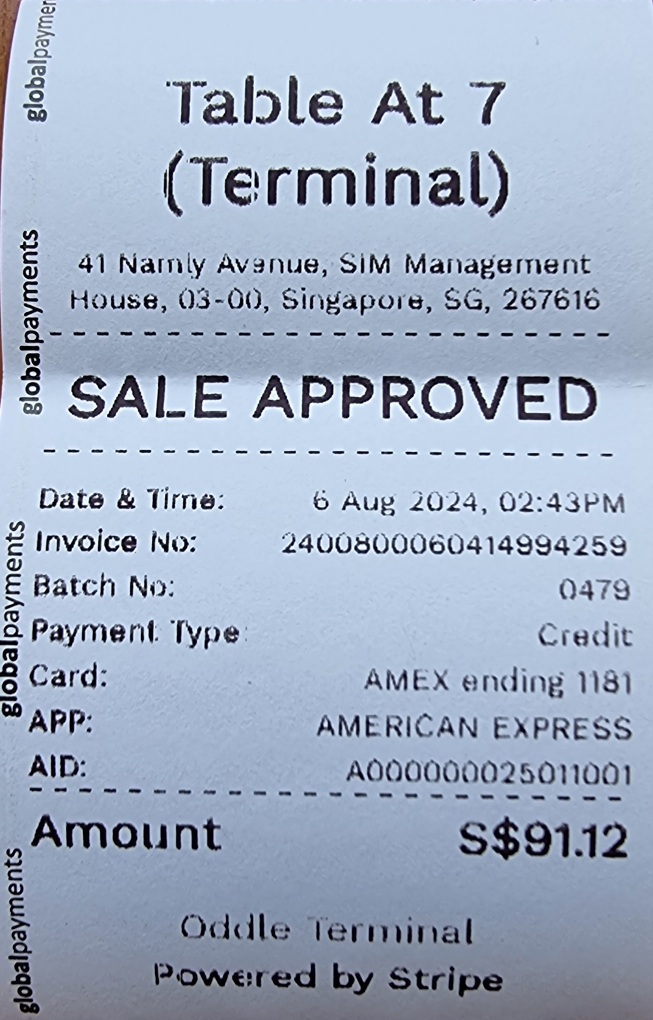 Table At 7
(Terminal)
41 Namly Avenue, SIM Management
House, 03-00, Singapore, SG, 267616
SALE APPROVED
Date & Time: 6 Aug 2024, 02:43PM
Invoice No: 2400800060414994259
Batch No: 0479
Payment Type: Credit
Card: AMEX ending 1181
APP: AMERICAN EXPRESS
AID: A000000025011001
Amount S$91.12
Oddle Terminal
Powered by Stripe
globalpaymen
globalpayments
globalpayments
globalpayments